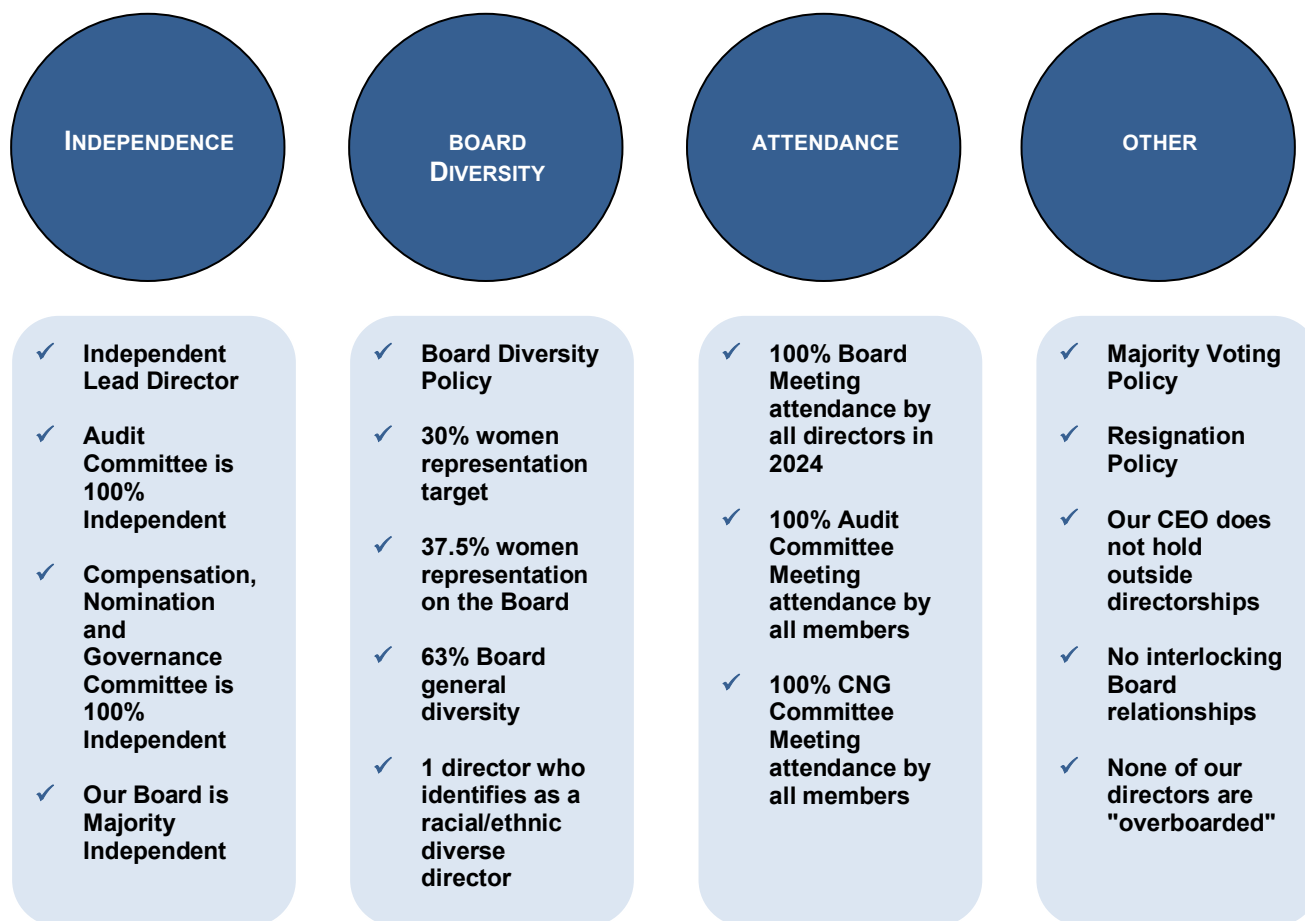 INDEPENDENCE
BOARD
DIVERSITY
ATTENDANCE
OTHER
✓ Independent
Lead Director
✓ Audit
Committee is
100%
Independent
✓ Compensation,
Nomination
and
Governance
Committee is
100%
Independent
✓ Our Board is
Majority
Independent
✓ Board Diversity
Policy
✓ 30% women
representation
target
✓ 37.5% women
representation
on the Board
✓ 63% Board
general
diversity
✓ 1 director who
identifies as a
racial/ethnic
diverse
director
✓ 100% Board
Meeting
attendance by
all directors in
2024
✓ 100% Audit
Committee
Meeting
attendance by
all members
✓ 100% CNG
Committee
Meeting
attendance by
all members
✓ Majority Voting
Policy
✓ Resignation
Policy
✓ Our CEO does
not hold
outside
directorships
✓ No interlocking
Board
relationships
✓ None of our
directors are
"overboarded"